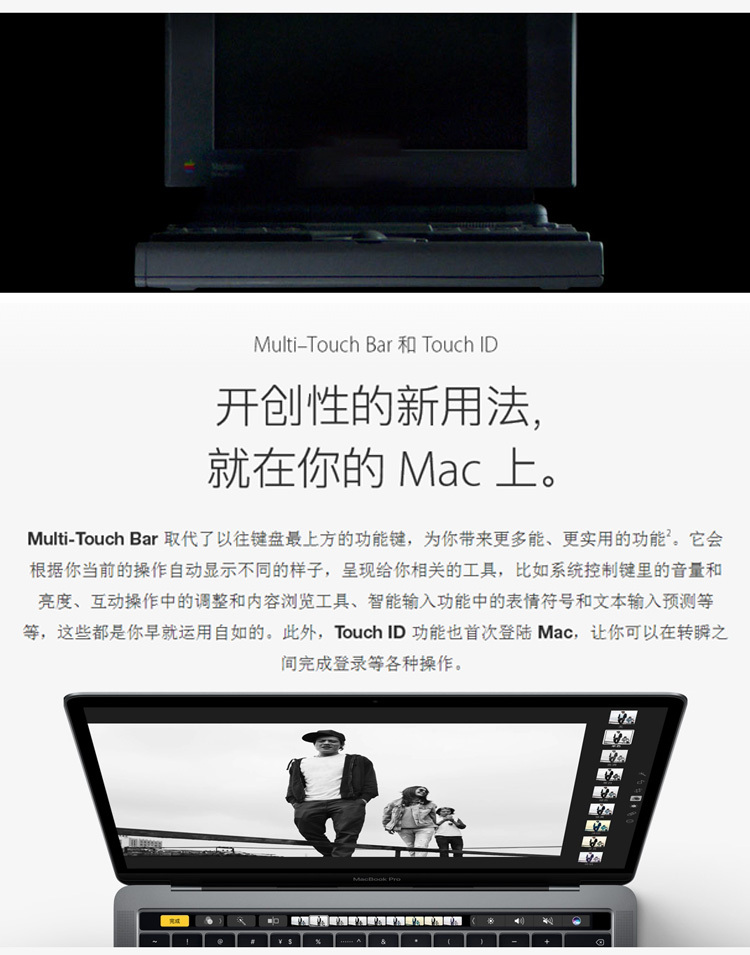 Multi–Touch Bar 和 Touch ID
开创性的新用法,
就在你的 Mac 上。
Multi-Touch Bar 取代了以往键盘最上方的功能键，为你带来更多能、更实用的功能²。它会
根据你当前的操作自动显示不同的样子，呈现给你相关的工具，比如系统控制键里的音量和
亮度、互动操作中的调整和内容浏览工具、智能输入功能中的表情符号和文本输入预测等
等，这些都是你早就运用自如的。此外，Touch ID 功能也首次登陆 Mac，让你可以在转瞬之
间完成登录等各种操作。
MacBook Pro
完成
~ ! @ # ¥ $ % ...... ^ & * ( ) — +